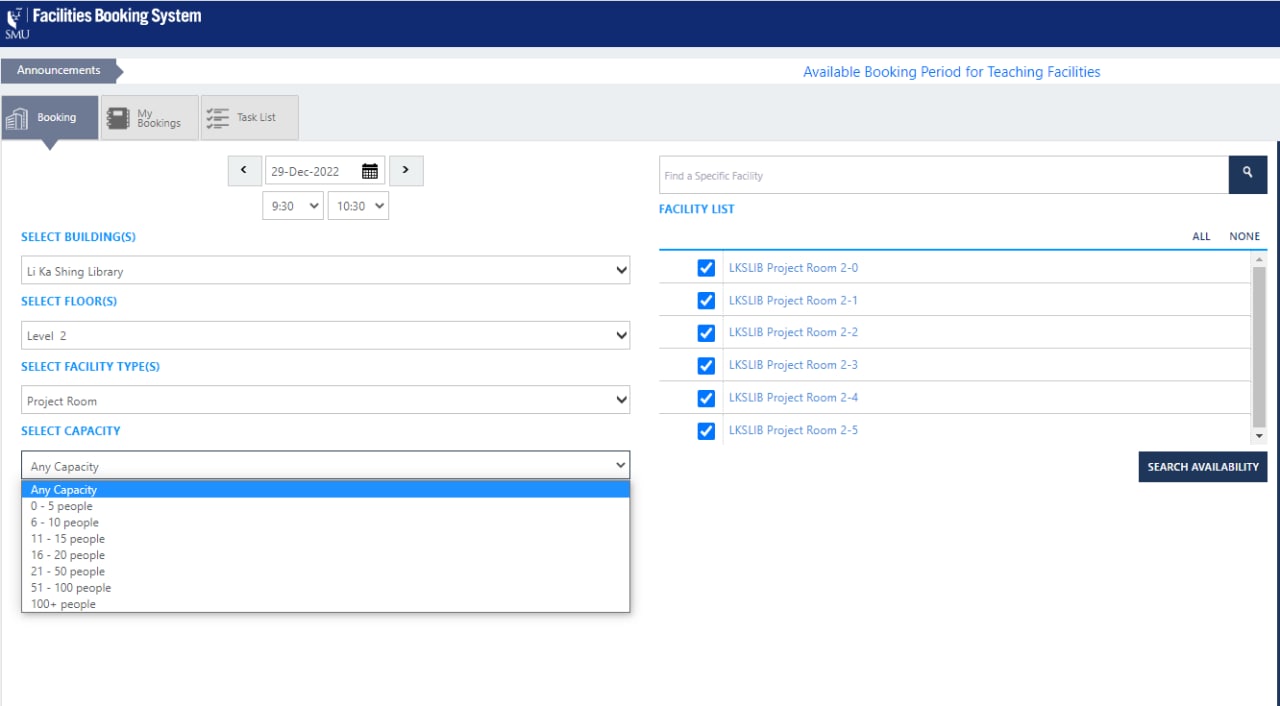 Facilities Booking System
SMU
Announcements
Available Booking Period for Teaching Facilities
Booking
My Bookings
Task List
<
29-Dec-2022
>
9:30
10:30
SELECT BUILDING(S)
Li Ka Shing Library
SELECT FLOOR(S)
Level 2
SELECT FACILITY TYPE(S)
Project Room
SELECT CAPACITY
Any Capacity
Any Capacity
0 - 5 people
6 - 10 people
11 - 15 people
16 - 20 people
21 - 50 people
51 - 100 people
100+ people
Find a Specific Facility
FACILITY LIST
ALL NONE
LKSLIB Project Room 2-0
LKSLIB Project Room 2-1
LKSLIB Project Room 2-2
LKSLIB Project Room 2-3
LKSLIB Project Room 2-4
LKSLIB Project Room 2-5
SEARCH AVAILABILITY